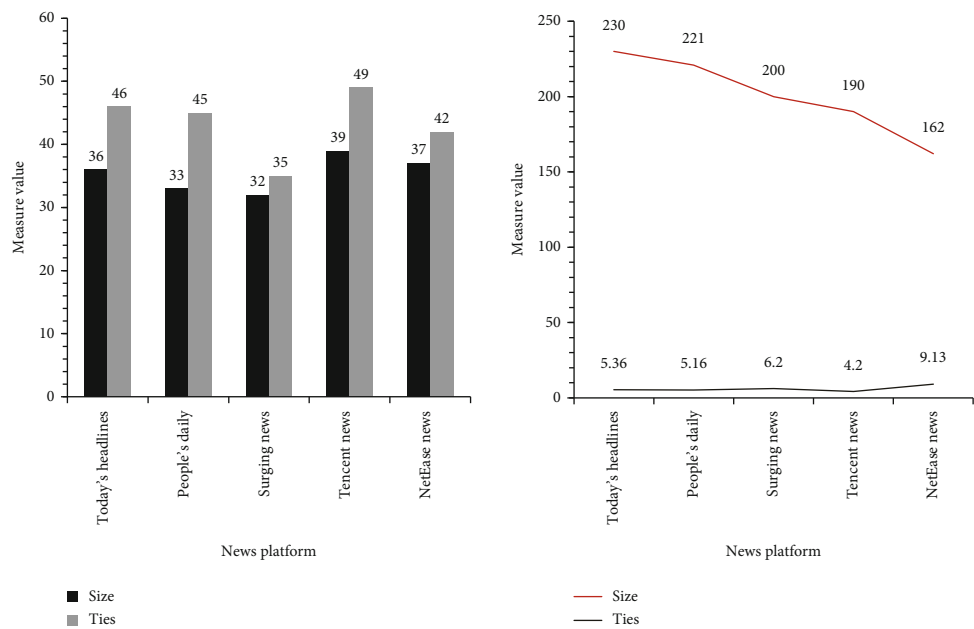 60
50
40
30
20
10
0
Measure value
36
46
33
45
32
35
39
49
37
42
Today's headlines
People's daily
Surging news
Tencent news
NetEase news
News platform
Size
Ties
250
200
150
100
50
0
Measure value
230
221
200
190
162
5.36
5.16
6.2
4.2
9.13
Today's headlines
People's daily
Surging news
Tencent news
NetEase news
News platform
Size
Ties